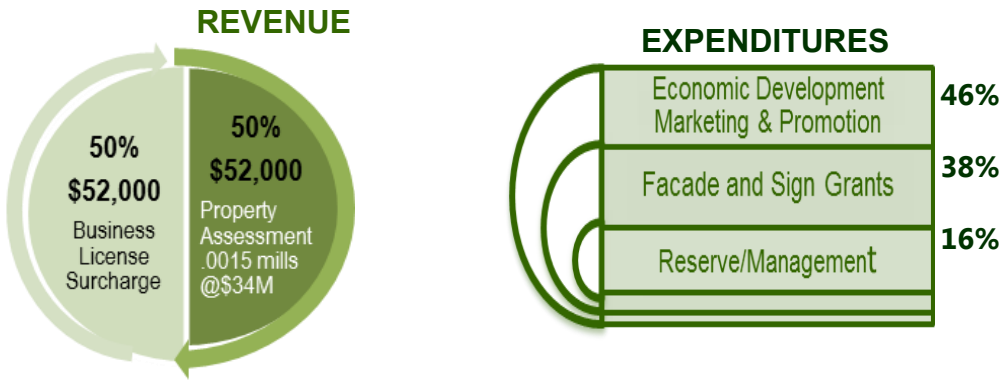 REVENUE
50%
$52,000
Business
License
Surcharge
50%
$52,000
Property
Assessment
.0015 mills
@$34M
EXPENDITURES
Economic Development
Marketing & Promotion
46%
Facade and Sign Grants
38%
Reserve/Management
16%